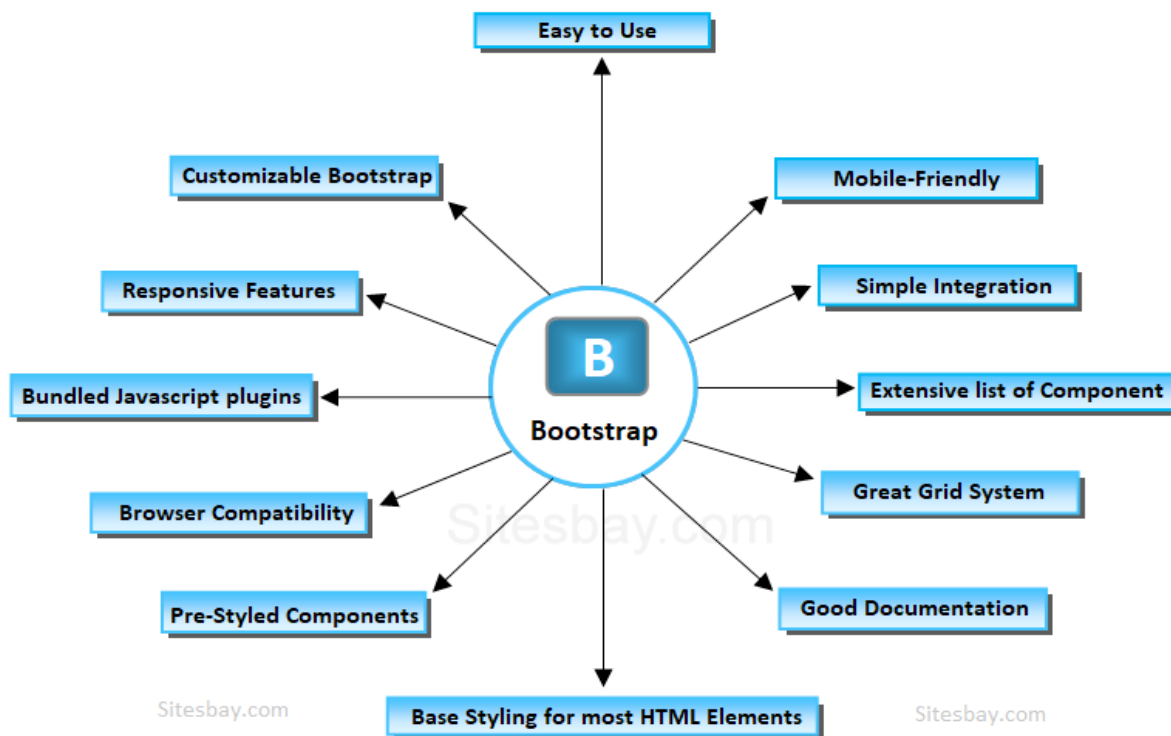 Easy to Use
Customizable Bootstrap
Mobile-Friendly
Responsive Features
Simple Integration
B
Bundled Javascript plugins
Extensive list of Component
Bootstrap
Great Grid System
Browser Compatibility
Sitesbay.com
Pre-Styled Components
Good Documentation
Sitesbay.com
Base Styling for most HTML Elements
Sitesbay.com